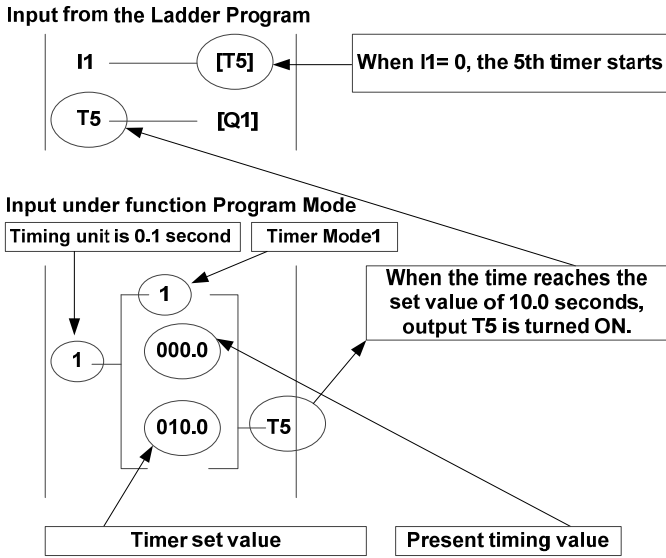 Input from the Ladder Program
I1 [T5]
When I1= 0, the 5th timer starts
T5 [Q1]
Input under function Program Mode
Timing unit is 0.1 second
Timer Mode1
When the time reaches the
set value of 10.0 seconds,
output T5 is turned ON.
1
1
000.0
010.0
T5
Timer set value
Present timing value